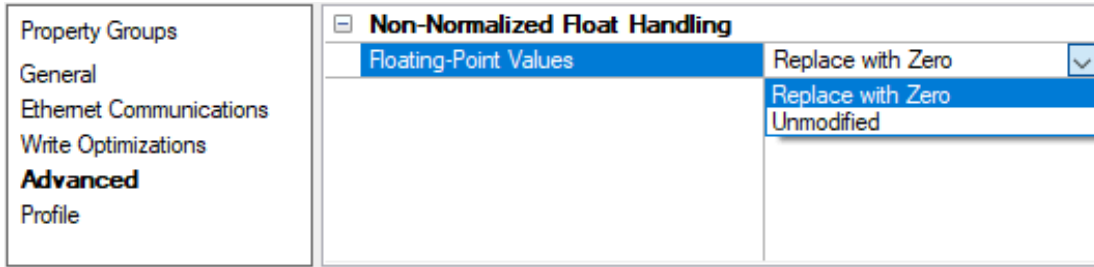 Property Groups
General
Ethernet Communications
Write Optimizations
Advanced
Profile
Non-Normalized Float Handling
Floating-Point Values
Replace with Zero
Replace with Zero
Unmodified